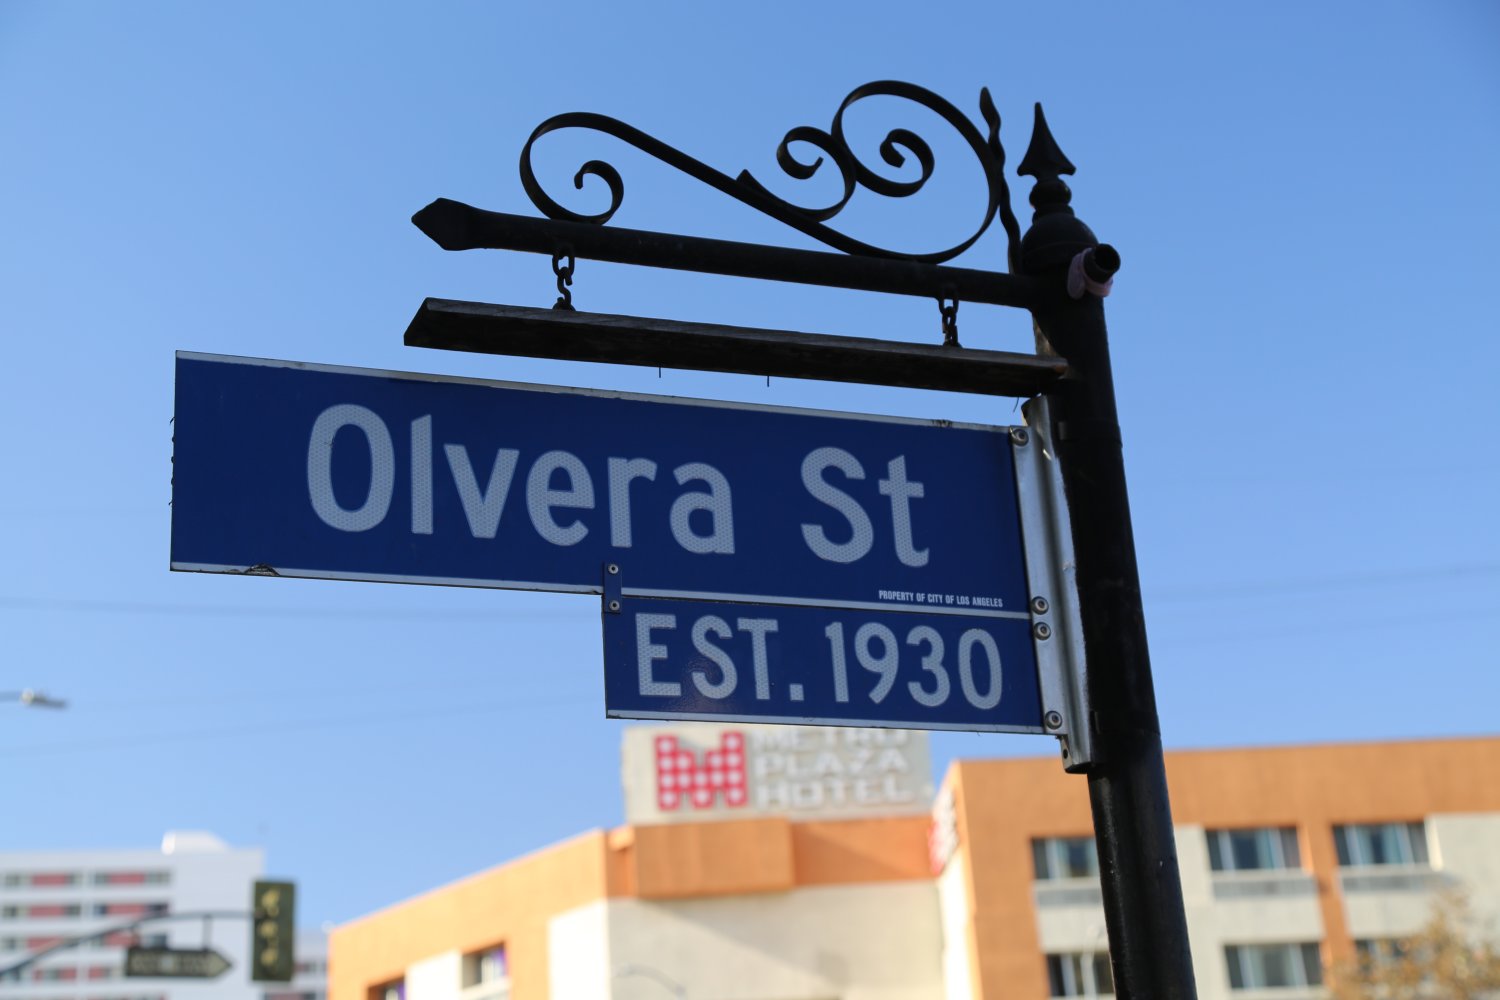 Olvera St
PROPERTY OF CITY OF LOS ANGELES
EST. 1930
METRO
PLAZA
HOTEL